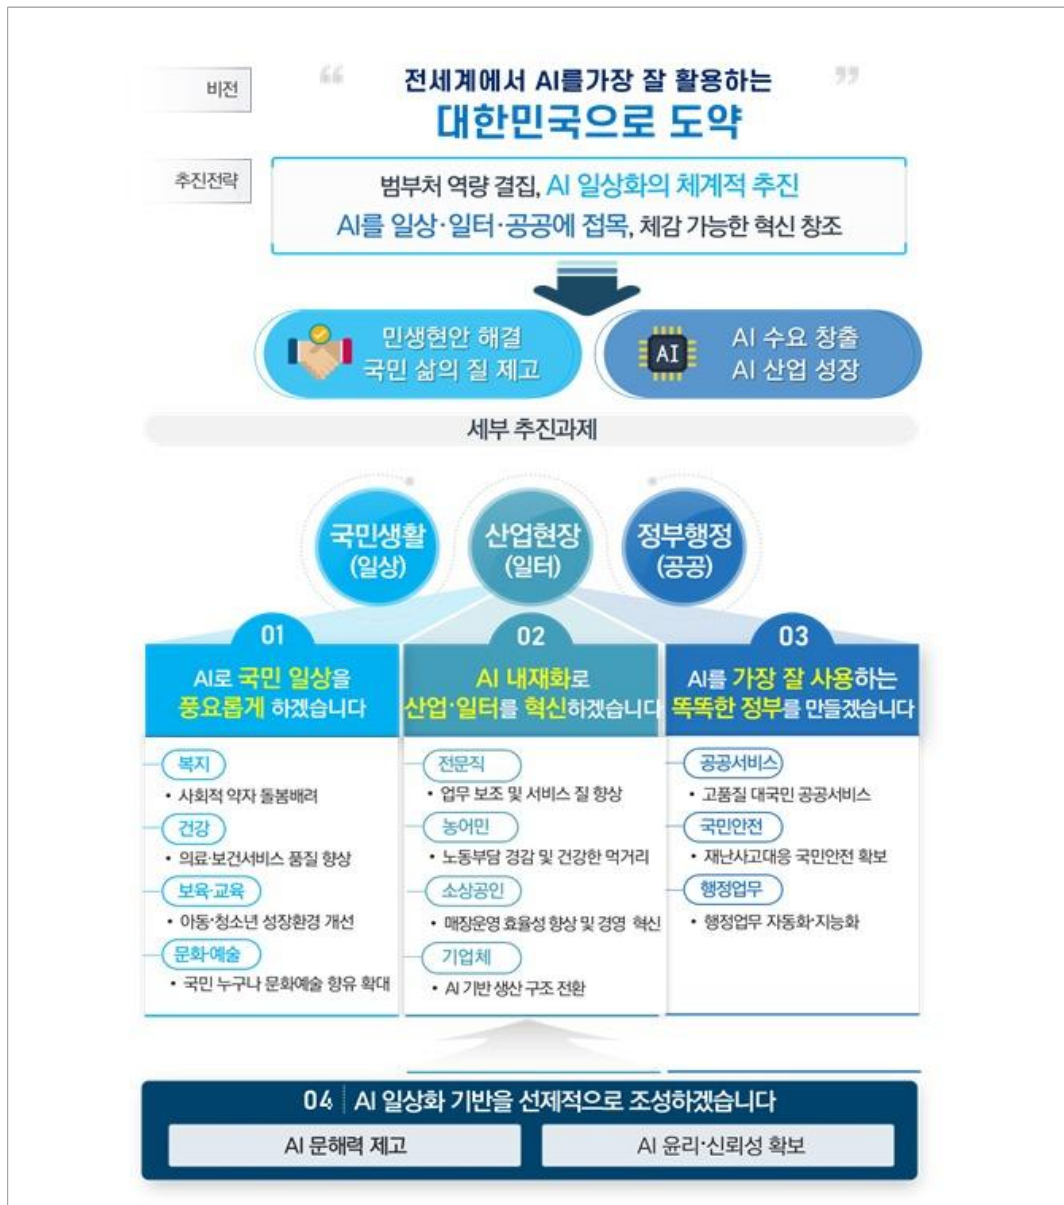 비전
“ 전세계에서 AI를가장 잘 활용하는 ”
대한민국으로 도약
추진전략
범부처 역량 결집, AI 일상화의 체계적 추진
AI를 일상·일터·공공에 접목, 체감 가능한 혁신 창조
민생현안 해결
국민 삶의 질 제고
AI
AI 수요 창출
AI 산업 성장
세부 추진과제
국민생활
(일상)
산업현장
(일터)
정부행정
(공공)
01
AI로 국민 일상을
풍요롭게 하겠습니다
복지
• 사회적 약자 돌봄배려
건강
• 의료·보건서비스 품질 향상
보육·교육
• 아동·청소년 성장환경 개선
문화·예술
• 국민 누구나 문화예술 향유 확대
02
AI 내재화로
산업·일터를 혁신하겠습니다
전문직
• 업무 보조 및 서비스 질 향상
농어민
• 노동부담 경감 및 건강한 먹거리
소상공인
• 매장운영 효율성 향상 및 경영 혁신
기업체
• AI 기반 생산 구조 전환
03
AI를 가장 잘 사용하는
똑똑한 정부를 만들겠습니다
공공서비스
• 고품질 대국민 공공서비스
국민안전
• 재난사고대응 국민안전 확보
행정업무
• 행정업무 자동화·지능화
04 AI 일상화 기반을 선제적으로 조성하겠습니다
AI 문해력 제고
AI 윤리·신뢰성 확보